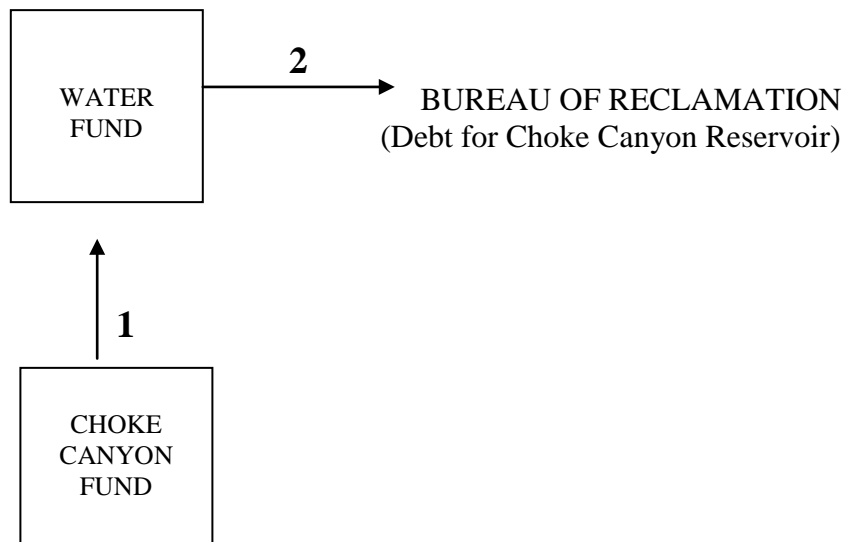 WATER
FUND
2
BUREAU OF RECLAMATION
(Debt for Choke Canyon Reservoir)
1
CHOKE
CANYON
FUND